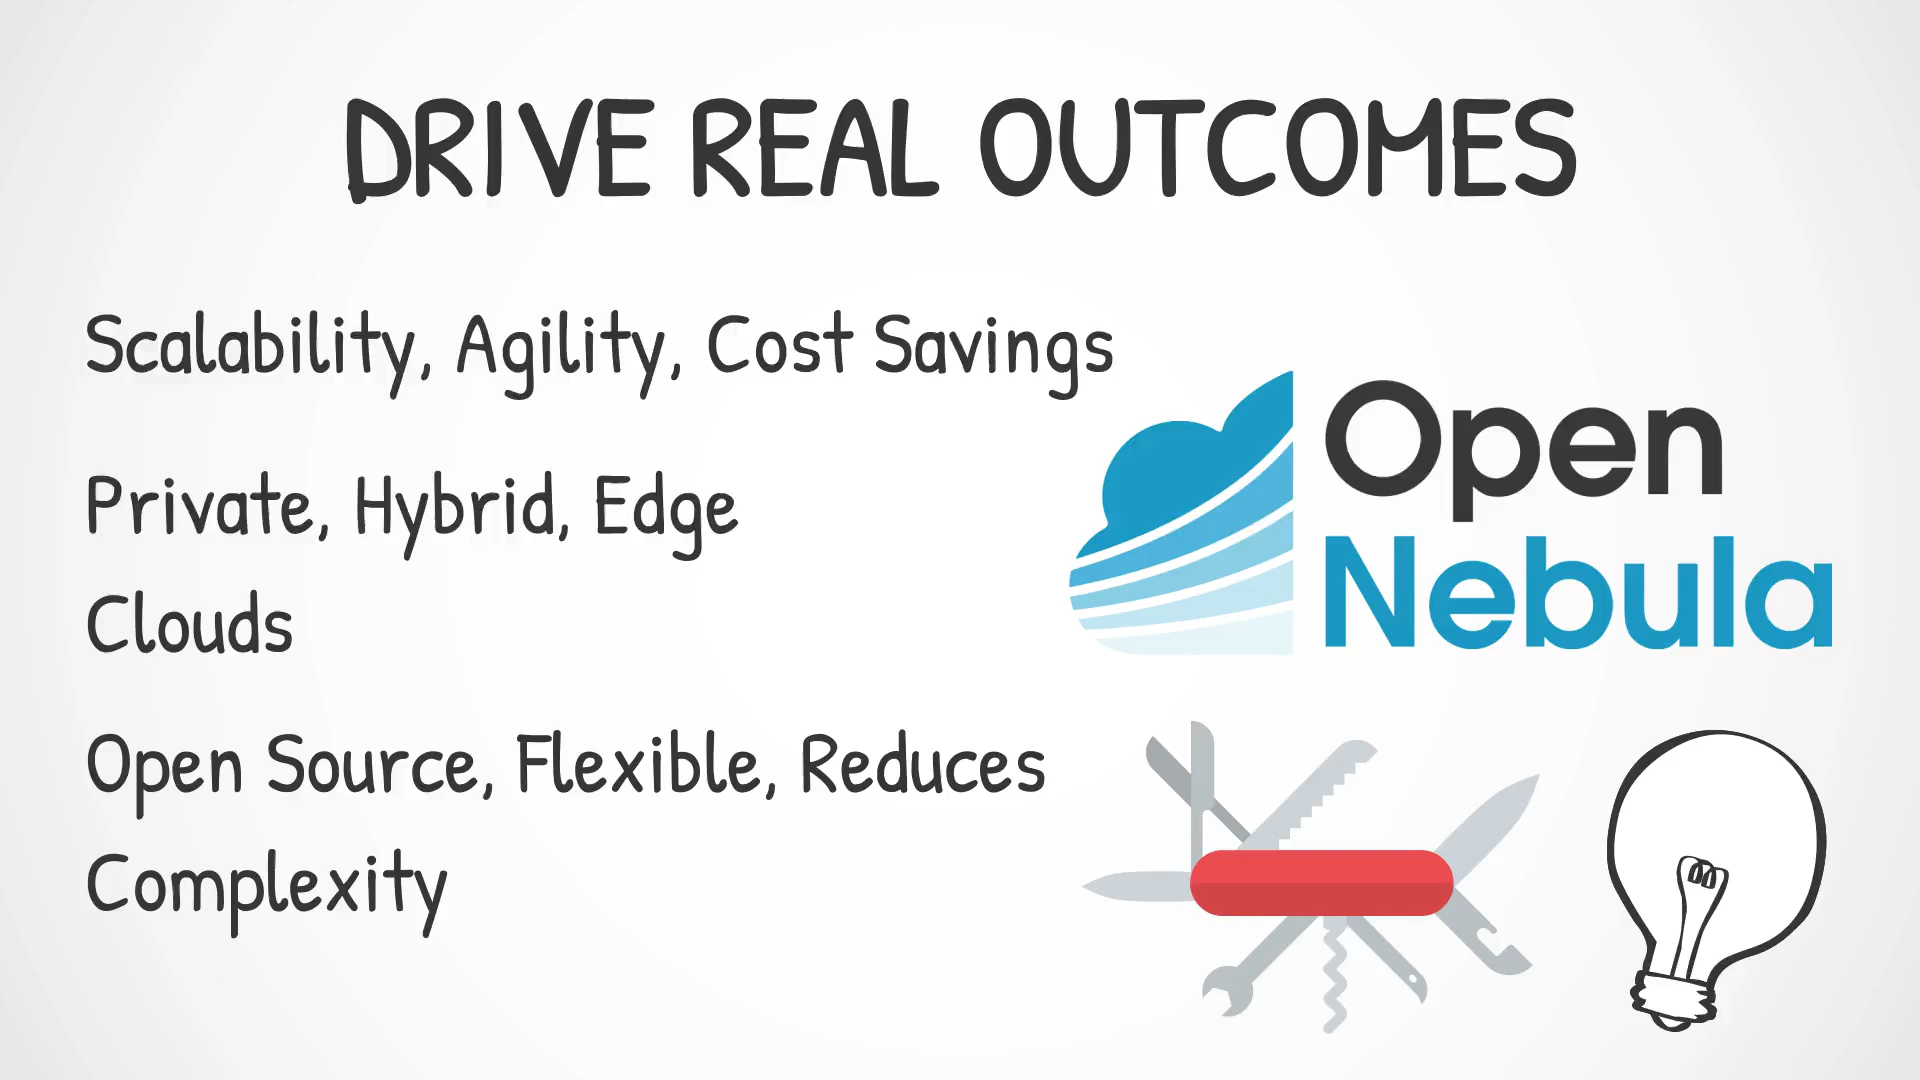 DRIVE REAL OUTCOMES
Scalability, Agility, Cost Savings
Private, Hybrid, Edge
Clouds
Open Source, Flexible, Reduces
Complexity
Open
Nebula